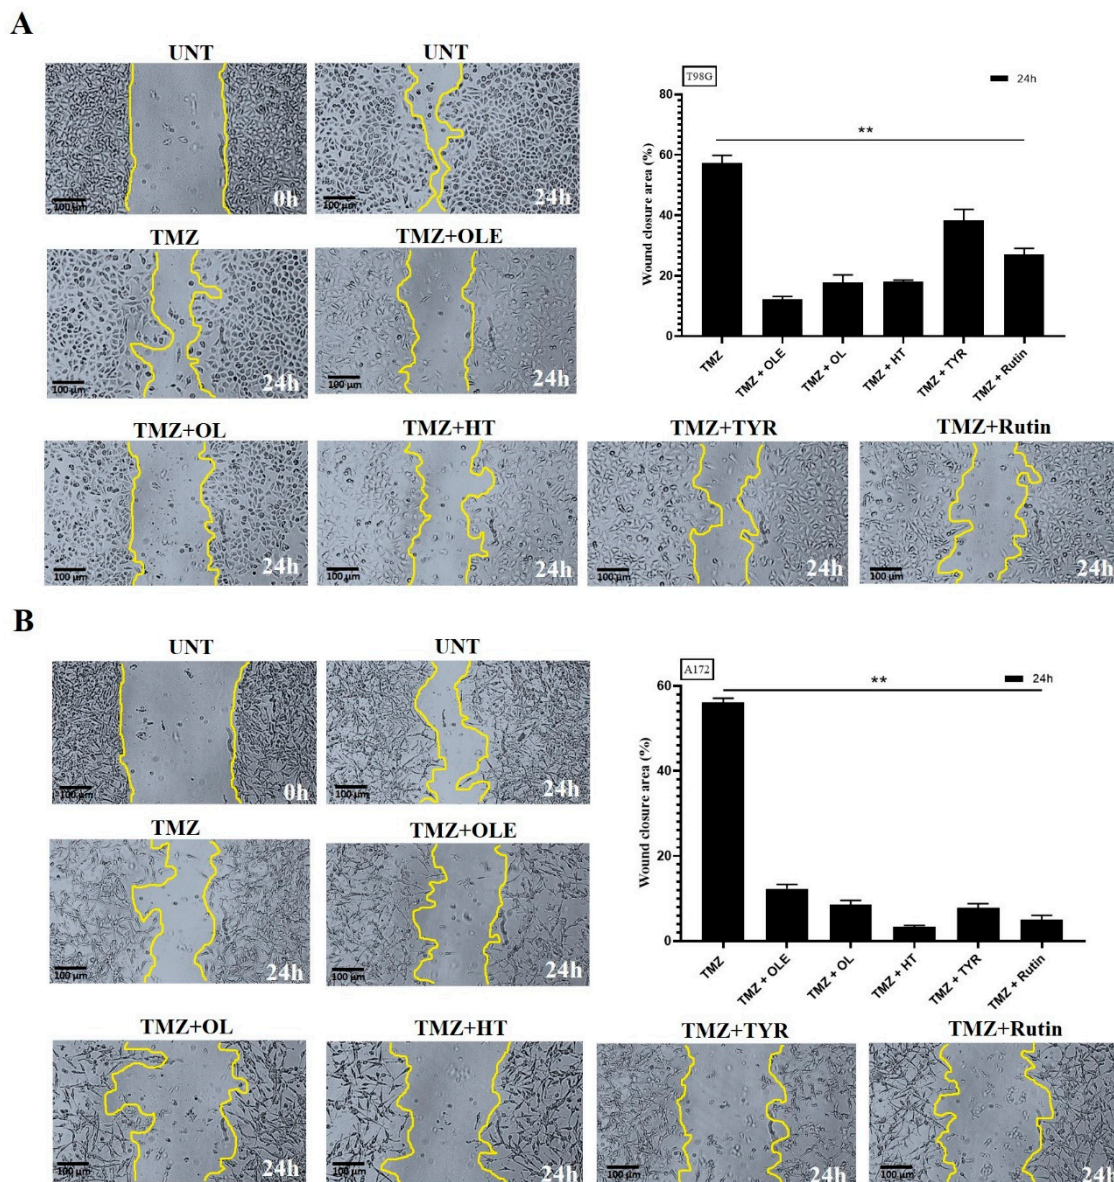 A
UNT
UNT
100 µm
0h
100 µm
24h
TMZ
TMZ+OLE
100 µm
24h
100 µm
24h
T98G
24h
**
Wound closure area (%)
80
60
40
20
0
TMZ
TMZ + OLE
TMZ + OL
TMZ + HT
TMZ + TYR
TMZ + Rutin
TMZ+OL
TMZ+HT
TMZ+TYR
TMZ+Rutin
100 µm
24h
100 µm
24h
100 µm
24h
100 µm
24h
B
UNT
UNT
100 µm
0h
100 µm
24h
TMZ
TMZ+OLE
100 µm
24h
100 µm
24h
A172
24h
**
Wound closure area (%)
60
40
20
0
TMZ
TMZ + OLE
TMZ + OL
TMZ + HT
TMZ + TYR
TMZ + Rutin
TMZ+OL
TMZ+HT
TMZ+TYR
TMZ+Rutin
100 µm
24h
100 µm
24h
100 µm
24h
100 µm
24h